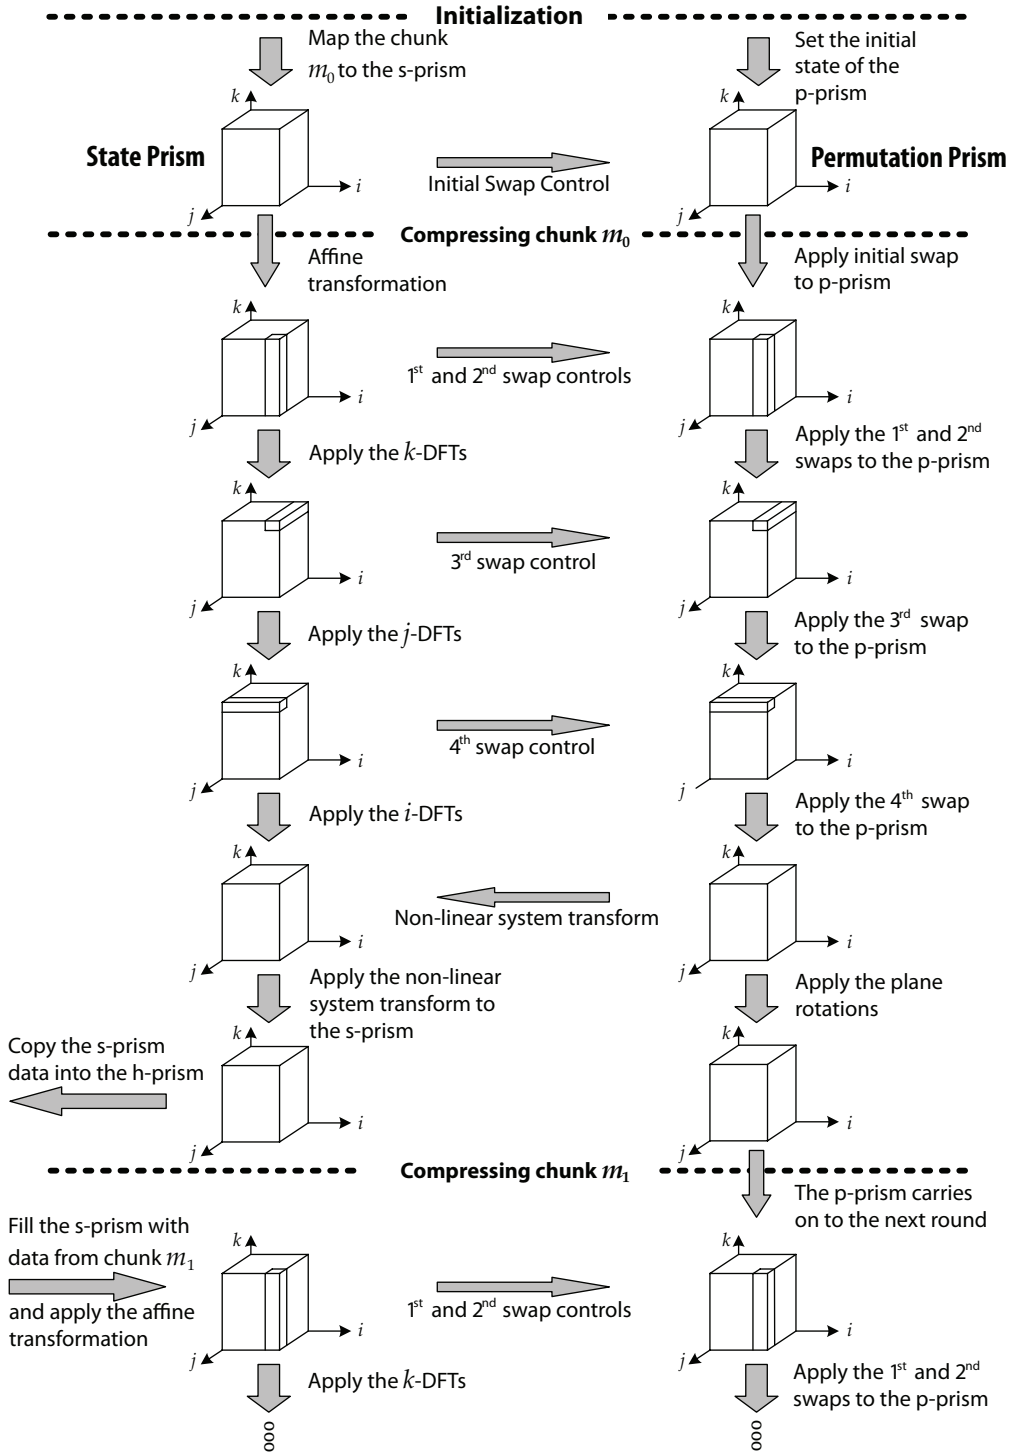 Initialization
Map the chunk
m₀ to the s-prism
Set the initial
state of the
p-prism
k
k
State Prism
Permutation Prism
Initial Swap Control
i
i
j
j
Compressing chunk m₀
Affine
transformation
Apply initial swap
to p-prism
k
k
1st and 2nd swap controls
i
i
j
j
Apply the k-DFTs
Apply the 1st and 2nd
swaps to the p-prism
k
k
3rd swap control
i
i
j
j
Apply the j-DFTs
Apply the 3rd swap
to the p-prism
k
k
4th swap control
i
i
j
j
Apply the i-DFTs
Apply the 4th swap
to the p-prism
k
k
Non-linear system transform
i
i
j
j
Apply the non-linear
system transform to
the s-prism
Apply the plane
rotations
k
k
Copy the s-prism
data into the h-prism
i
i
j
j
Compressing chunk m₁
The p-prism carries
on to the next round
Fill the s-prism with
data from chunk m₁
and apply the affine
transformation
k
k
1st and 2nd swap controls
i
i
j
j
Apply the k-DFTs
Apply the 1st and 2nd
swaps to the p-prism
ooo
ooo